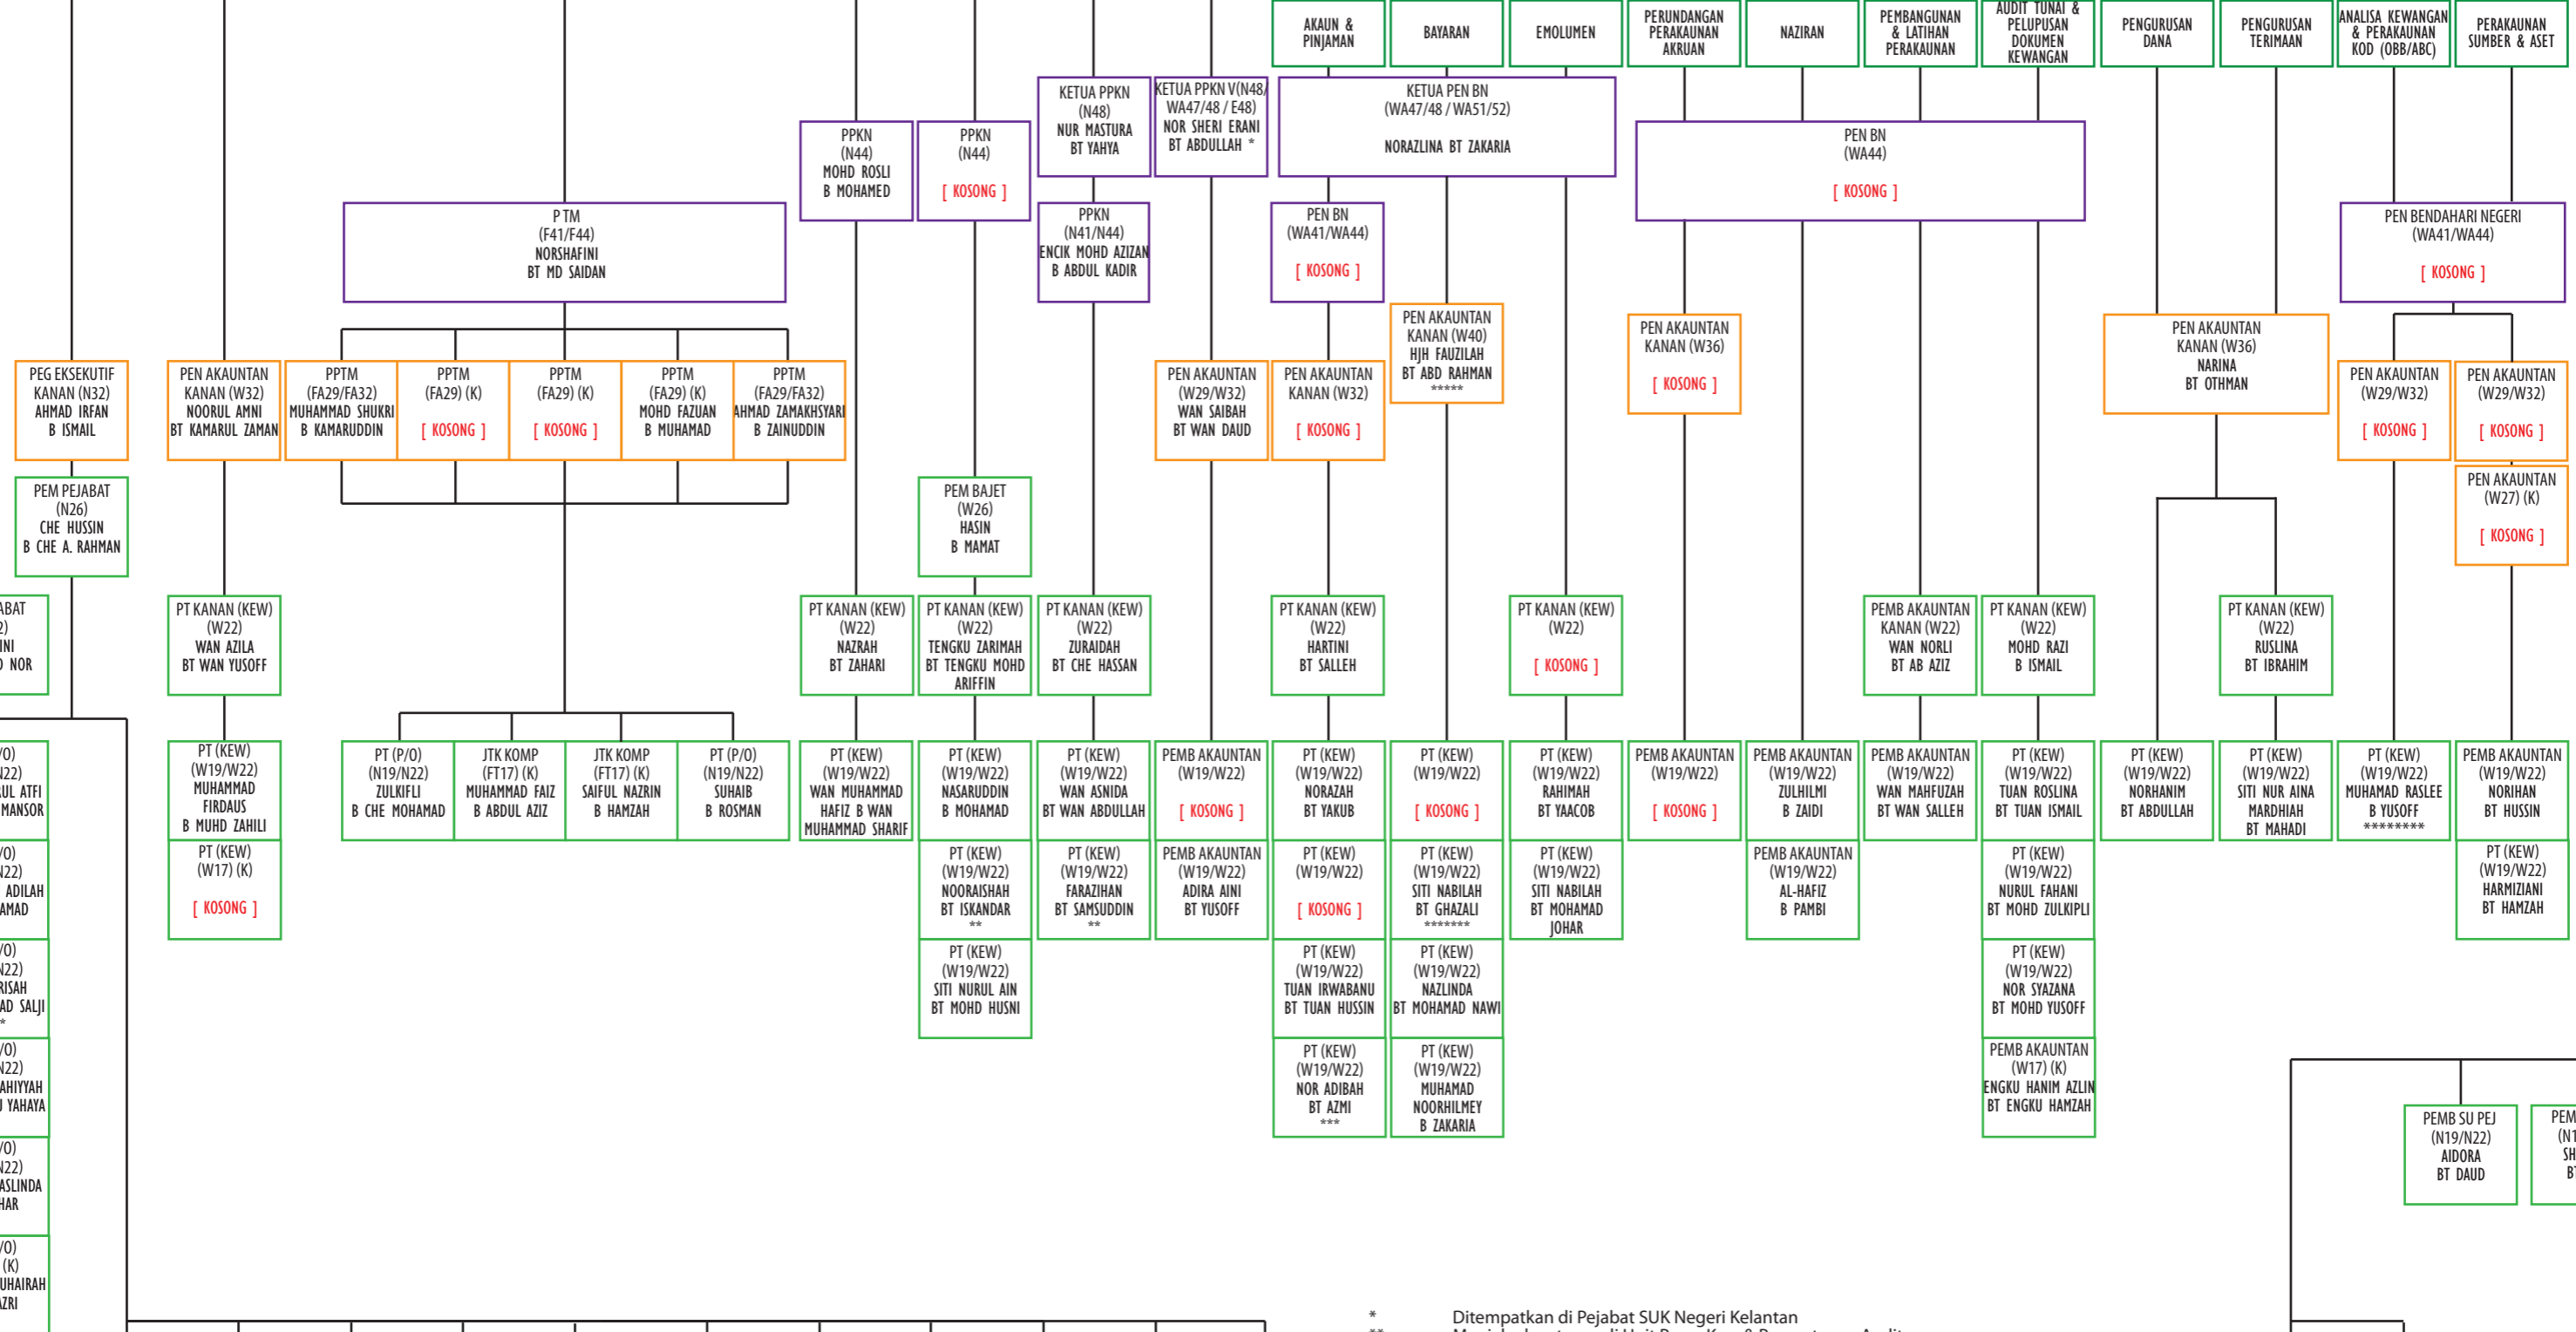 AKAUN &
PINJAMAN
BAYARAN
EMOLUMEN
PERUNDANGAN
PERAKAUNAN
AKRUAN
NAZIRAN
PEMBANGUNAN
& LATIHAN
PERAKAUNAN
AUDIT TUNAI &
PELUPUSAN
DOKUMEN
KEWANGAN
PENGURUSAN
DANA
PENGURUSAN
TERIMAAN
ANALISA KEWANGAN
& PERAKAUNAN
KOD (OBB/ABC)
PERAKAUNAN
SUMBER & ASET
KETUA PPKN
(N48)
NUR MASTURA
BT YAHYA
KETUA PPKN V(N48/
WA47/48 / E48)
NOR SHERI ERANI
BT ABDULLAH *
KETUA PEN BN
(WA47/48 / WA51/52)
NORAZLINA BT ZAKARIA
PPKN
(N44)
MOHD ROSLI
B MOHAMED
PPKN
(N44)
[ KOSONG ]
PEN BN
(WA44)
[ KOSONG ]
P TM
(F41/F44)
NORSHAFINI
BT MD SAIDAN
PPKN
(N41/N44)
ENCIK MOHD AZIZAN
B ABDUL KADIR
PEN BN
(WA41/WA44)
[ KOSONG ]
PEN BENDAHARI NEGERI
(WA41/WA44)
[ KOSONG ]
PEN AKAUNTAN
KANAN (W40)
HJH FAUZILAH
BT ABD RAHMAN
*****
PEN AKAUNTAN
KANAN (W36)
[ KOSONG ]
PEN AKAUNTAN
KANAN (W36)
NARINA
BT OTHMAN
PEG EKSEKUTIF
KANAN (N32)
AHMAD IRFAN
B ISMAIL
PEN AKAUNTAN
KANAN (W32)
NOORUL AMNI
BT KAMARUL ZAMAN
PPTM
(FA29/FA32)
MUHAMMAD SHUKRI
B KAMARUDDIN
PPTM
(FA29) (K)
[ KOSONG ]
PPTM
(FA29) (K)
[ KOSONG ]
PPTM
(FA29) (K)
MOHD FAZUAN
B MUHAMAD
PPTM
(FA29/FA32)
AHMAD ZAMAKHSYARI
B ZAINUDDIN
PEN AKAUNTAN
(W29/W32)
WAN SAIBAH
BT WAN DAUD
PEN AKAUNTAN
KANAN (W32)
[ KOSONG ]
PEN AKAUNTAN
(W29/W32)
[ KOSONG ]
PEN AKAUNTAN
(W29/W32)
[ KOSONG ]
PEN AKAUNTAN
(W27) (K)
[ KOSONG ]
PEM PEJABAT
(N26)
CHE HUSSIN
B CHE A. RAHMAN
PEM BAJET
(W26)
HASIN
B MAMAT
ABAT
2)
INI
D NOR
PT KANAN (KEW)
(W22)
WAN AZILA
BT WAN YUSOFF
PT KANAN (KEW)
(W22)
NAZRAH
BT ZAHARI
PT KANAN (KEW)
(W22)
TENGKU ZARIMAH
BT TENGKU MOHD
ARIFFIN
PT KANAN (KEW)
(W22)
ZURAIDAH
BT CHE HASSAN
PT KANAN (KEW)
(W22)
HARTINI
BT SALLEH
PT KANAN (KEW)
(W22)
[ KOSONG ]
PEMB AKAUNTAN
KANAN (W22)
WAN NORLI
BT AB AZIZ
PT KANAN (KEW)
(W22)
MOHD RAZI
B ISMAIL
PT KANAN (KEW)
(W22)
RUSLINA
BT IBRAHIM
/O)
N22)
UL ATFI
MANSOR
PT (KEW)
(W19/W22)
MUHAMMAD
FIRDAUS
B MUHD ZAHILI
PT (P/O)
(N19/N22)
ZULKIFLI
B CHE MOHAMAD
JTK KOMP
(FT17) (K)
MUHAMMAD FAIZ
B ABDUL AZIZ
JTK KOMP
(FT17) (K)
SAIFUL NAZRIN
B HAMZAH
PT (P/O)
(N19/N22)
SUHAIB
B ROSMAN
PT (KEW)
(W19/W22)
WAN MUHAMMAD
HAFIZ B WAN
MUHAMMAD SHARIF
PT (KEW)
(W19/W22)
NASARUDDIN
B MOHAMAD
PT (KEW)
(W19/W22)
WAN ASNIDA
BT WAN ABDULLAH
PEMB AKAUNTAN
(W19/W22)
[ KOSONG ]
PT (KEW)
(W19/W22)
NORAZAH
BT YAKUB
PT (KEW)
(W19/W22)
[ KOSONG ]
PT (KEW)
(W19/W22)
RAHIMAH
BT YAACOB
PEMB AKAUNTAN
(W19/W22)
[ KOSONG ]
PEMB AKAUNTAN
(W19/W22)
ZULHILMI
B ZAIDI
PEMB AKAUNTAN
(W19/W22)
WAN MAHFUZAH
BT WAN SALLEH
PT (KEW)
(W19/W22)
TUAN ROSLINA
BT TUAN ISMAIL
PT (KEW)
(W19/W22)
NORHANIM
BT ABDULLAH
PT (KEW)
(W19/W22)
SITI NUR AINA
MARDHIAH
BT MAHADI
PT (KEW)
(W19/W22)
MUHAMAD RASLEE
B YUSOFF
********
PEMB AKAUNTAN
(W19/W22)
NORIHAN
BT HUSSIN
/O)
N22)
ADILAH
AMAD
PT (KEW)
(W17) (K)
[ KOSONG ]
PT (KEW)
(W19/W22)
NOORAISHAH
BT ISKANDAR
**
PT (KEW)
(W19/W22)
FARAZIHAN
BT SAMSUDDIN
**
PEMB AKAUNTAN
(W19/W22)
ADIRA AINI
BT YUSOFF
PT (KEW)
(W19/W22)
[ KOSONG ]
PT (KEW)
(W19/W22)
SITI NABILAH
BT GHAZALI
*******
PT (KEW)
(W19/W22)
SITI NABILAH
BT MOHAMAD
JOHAR
PEMB AKAUNTAN
(W19/W22)
AL-HAFIZ
B PAMBI
PT (KEW)
(W19/W22)
NURUL FAHANI
BT MOHD ZULKIPLI
PT (KEW)
(W19/W22)
HARMIZIANI
BT HAMZAH
/O)
N22)
RISAH
AD SALJI
*
PT (KEW)
(W19/W22)
SITI NURUL AIN
BT MOHD HUSNI
PT (KEW)
(W19/W22)
TUAN IRWABANU
BT TUAN HUSSIN
PT (KEW)
(W19/W22)
NAZLINDA
BT MOHAMAD NAWI
PT (KEW)
(W19/W22)
NOR SYAZANA
BT MOHD YUSOFF
/O)
N22)
AHIYYAH
U YAHAYA
PT (KEW)
(W19/W22)
NOR ADIBAH
BT AZMI
***
PT (KEW)
(W19/W22)
MUHAMAD
NOORHILMEY
B ZAKARIA
PEMB AKAUNTAN
(W17) (K)
ENGKU HANIM AZLIN
BT ENGKU HAMZAH
PEMB SU PEJ
(N19/N22)
AIDORA
BT DAUD
PEM
(N1
SH
B
/O)
N22)
ASLINDA
HAR
/O)
(K)
UHAIRAH
AZRI
* Ditempatkan di Pejabat SUK Negeri Kelantan